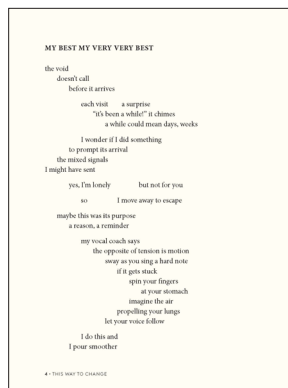 MY BEST MY VERY VERY BEST
the void
doesn't call
before it arrives
each visit a surprise
"it's been a while!" it chimes
a while could mean days, weeks
I wonder if I did something
to prompt its arrival
the mixed signals
I might have sent
yes, I'm lonely but not for you
so I move away to escape
maybe this was its purpose
a reason, a reminder
my vocal coach says
the opposite of tension is motion
sway as you sing a hard note
if it gets stuck
spin your fingers
at your stomach
imagine the air
propelling your lungs
let your voice follow
I do this and
I pour smoother
4 • THIS WAY TO CHANGE